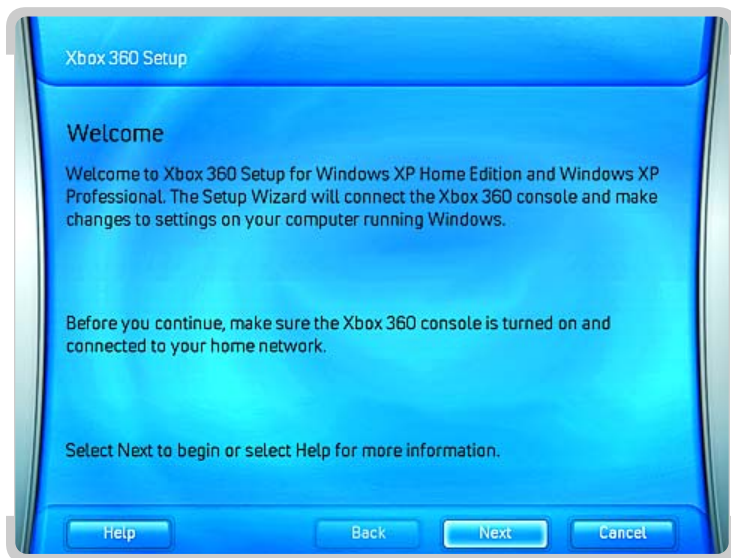 Xbox 360 Setup
Welcome
Welcome to Xbox 360 Setup for Windows XP Home Edition and Windows XP
Professional. The Setup Wizard will connect the Xbox 360 console and make
changes to settings on your computer running Windows.
Before you continue, make sure the Xbox 360 console is turned on and
connected to your home network.
Select Next to begin or select Help for more information.
Help Back Next Cancel